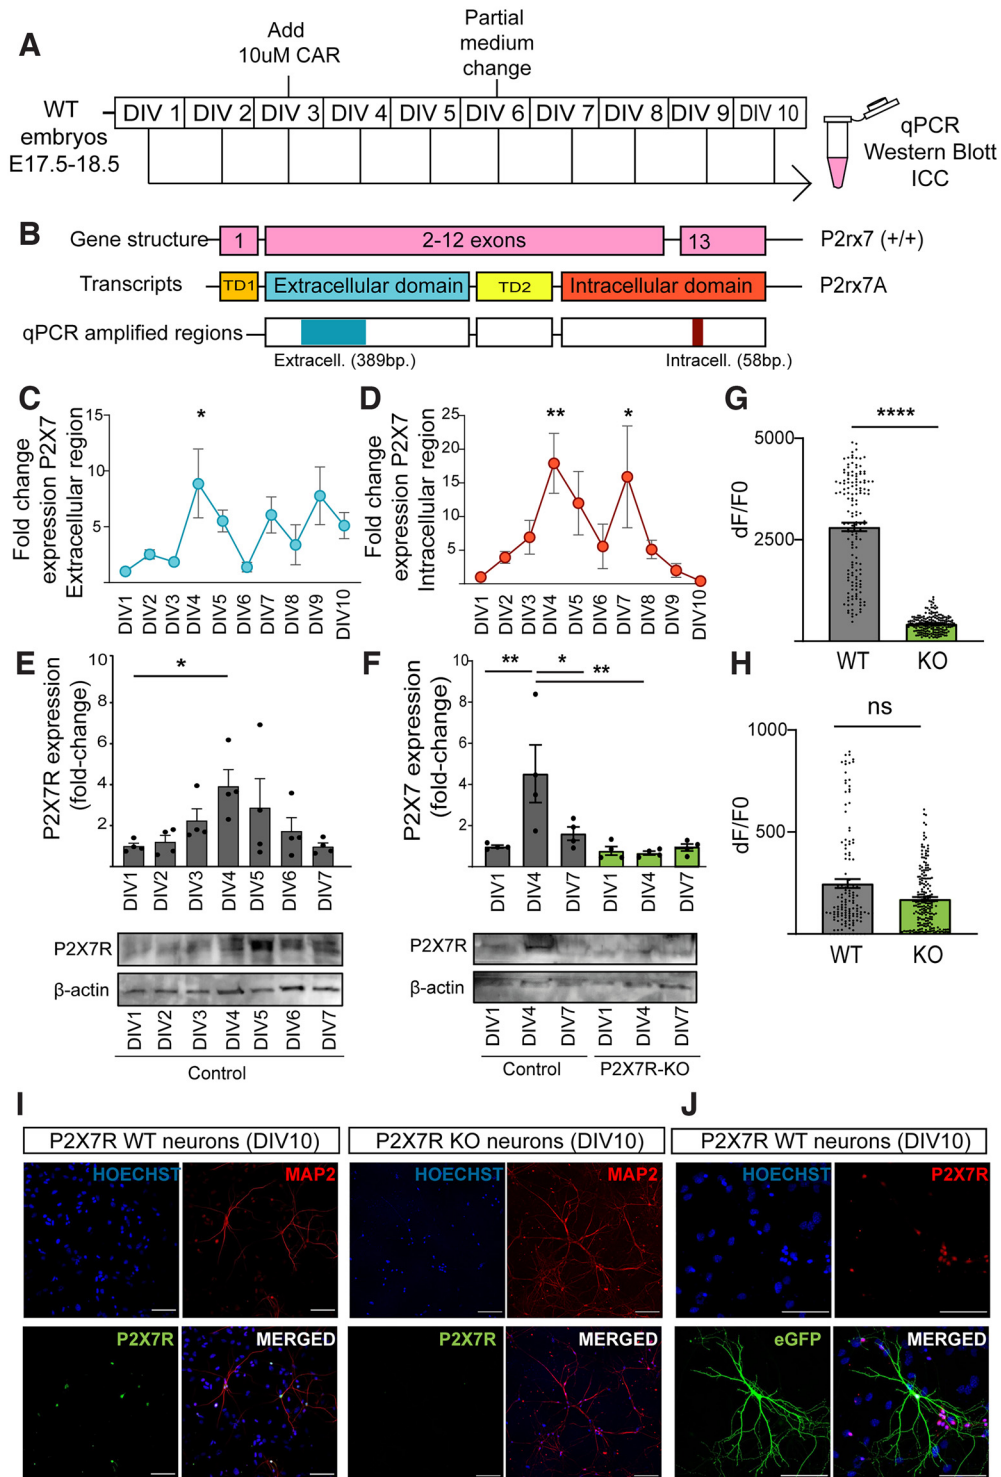 A
Add
10uM CAR
Partial
medium
change
WT
embryos
E17.5-18.5
DIV 1
DIV 2
DIV 3
DIV 4
DIV 5
DIV 6
DIV 7
DIV 8
DIV 9
DIV 10
qPCR
Western Blott
ICC
B
Gene structure
1
2-12 exons
13
P2rx7 (+/+)
Transcripts
TD1
Extracellular domain
TD2
Intracellular domain
P2rx7A
qPCR amplified regions
Extracell. (389bp.)
Intracell. (58bp.)
C
Fold change
expression P2X7
Extracellular region
15
10
5
*
DIV1
DIV2
DIV3
DIV4
DIV5
DIV6
DIV7
DIV8
DIV9
DIV10
D
Fold change
expression P2X7
Intracellular region
25
20
15
10
5
**
*
DIV1
DIV2
DIV3
DIV4
DIV5
DIV6
DIV7
DIV8
DIV9
DIV10
G
dF/F0
5000
2500
****
WT
KO
E
P2X7R expression
(fold-change)
10
8
6
4
2
*
DIV1
DIV2
DIV3
DIV4
DIV5
DIV6
DIV7
P2X7R
β-actin
DIV1
DIV2
DIV3
DIV4
DIV5
DIV6
DIV7
Control
F
P2X7 expression
(fold-change)
10
8
6
4
2
**
*
**
DIV1
DIV4
DIV7
DIV1
DIV4
DIV7
P2X7R
β-actin
DIV1
DIV4
DIV7
DIV1
DIV4
DIV7
Control
P2X7R-KO
H
dF/F0
1000
500
ns
WT
KO
I
P2X7R WT neurons (DIV10)
HOECHST
MAP2
P2X7R
MERGED
P2X7R KO neurons (DIV10)
HOECHST
MAP2
P2X7R
MERGED
J
P2X7R WT neurons (DIV10)
HOECHST
P2X7R
eGFP
MERGED